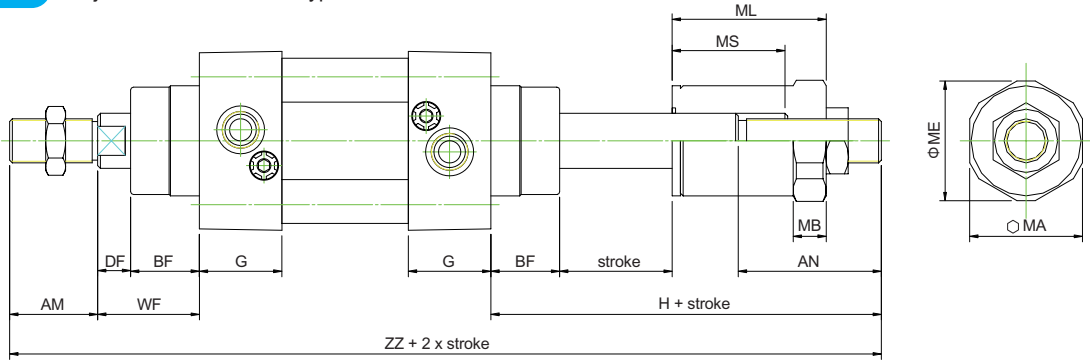 ML
MS
ΦME
⬡ MA
MB
DF BF G G BF stroke AN
AM WF H + stroke
ZZ + 2 x stroke